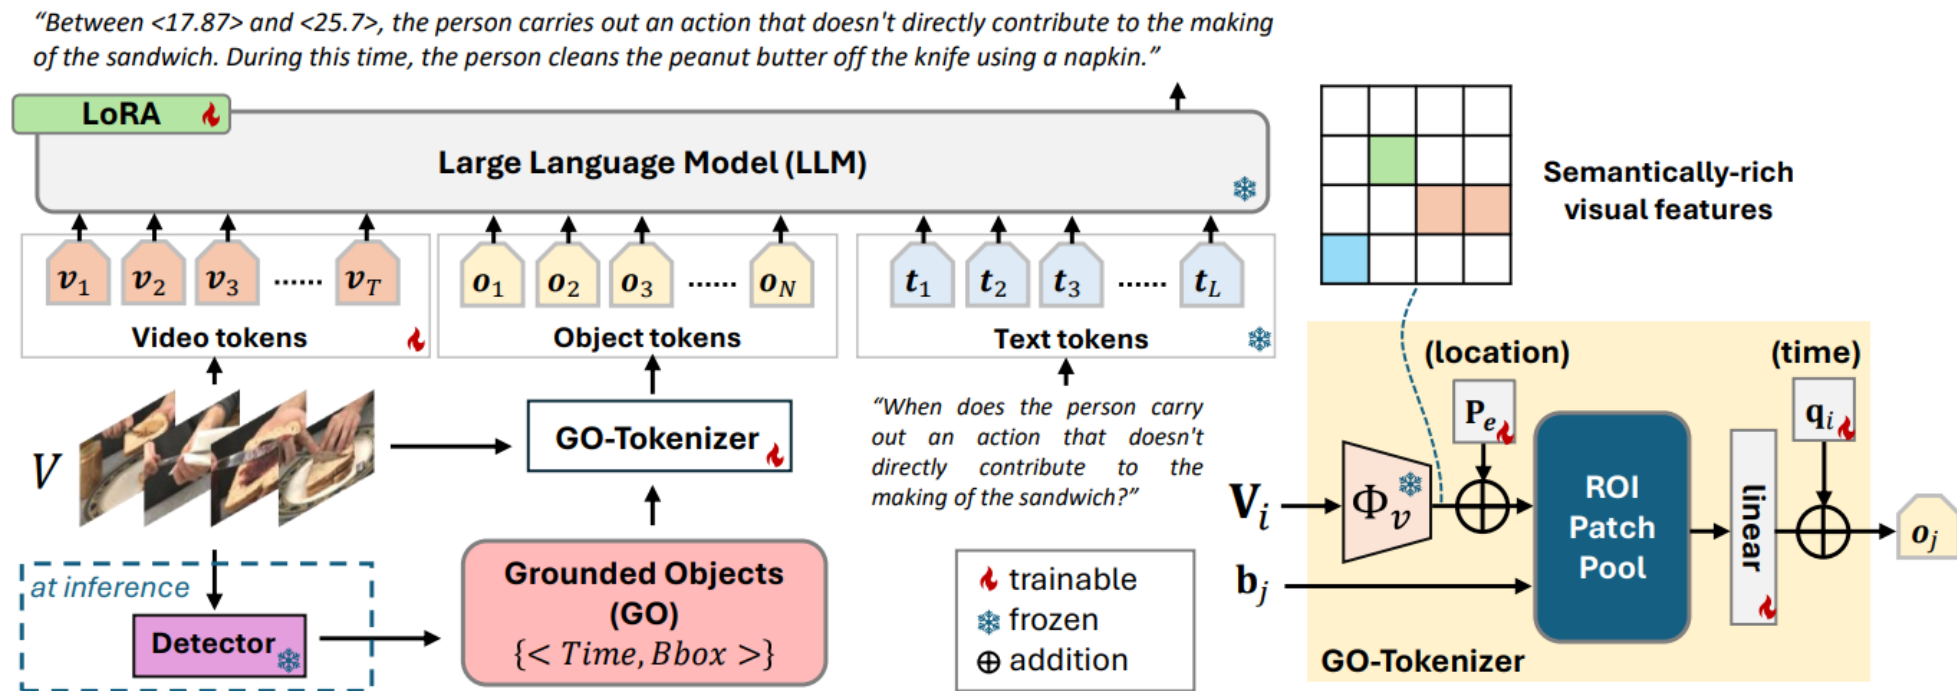 “Between <17.87> and <25.7>, the person carries out an action that doesn't directly contribute to the making
of the sandwich. During this time, the person cleans the peanut butter off the knife using a napkin.”
LoRA
Large Language Model (LLM)
v1 v2 v3 ...... vT
Video tokens
o1 o2 o3 ...... oN
Object tokens
t1 t2 t3 ...... tL
Text tokens
V
GO-Tokenizer
“When does the person carry
out an action that doesn't
directly contribute to the
making of the sandwich?”
at inference
Detector
Grounded Objects
(GO)
{< Time, Bbox >}
trainable
frozen
addition
Semantically-rich
visual features
(location)
(time)
Pe
qi
Vi
Φv
bj
ROI
Patch
Pool
linear
oj
GO-Tokenizer